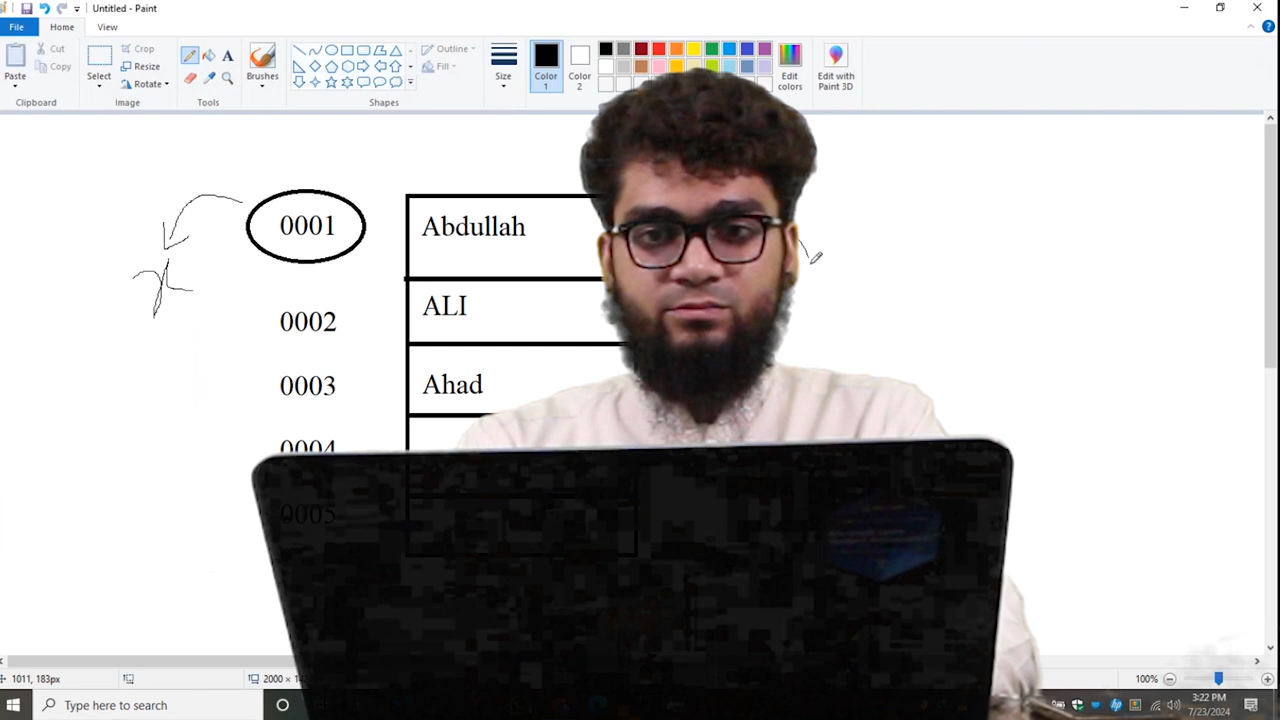 Untitled - Paint
File Home View
Paste
Cut
Copy
Clipboard
Select
Crop
Resize
Rotate
Image
Tools
Brushes
Shapes
Outline
Fill
Size
Color
1
Color
2
Edit
colors
Edit with
Paint 3D
0001 Abdullah
x
0002 ALI
0003 Ahad
0004
0005
1011, 183px
100%
Type here to search
3:22 PM
7/23/2024